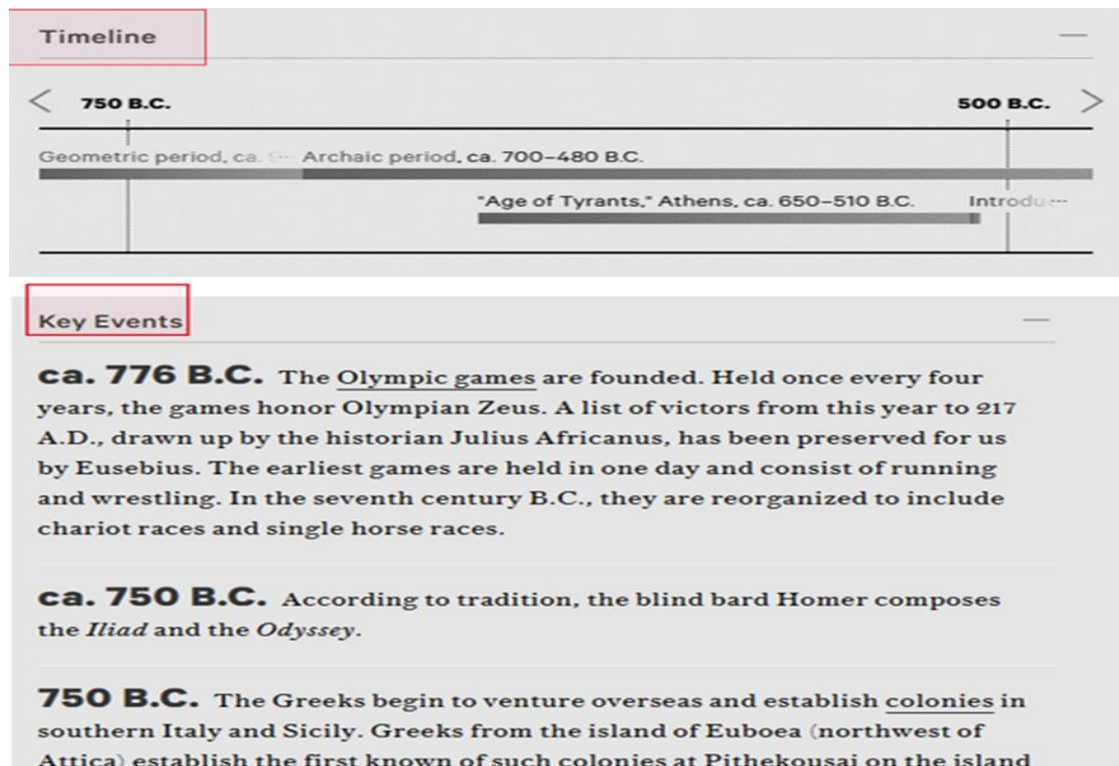 Timeline
750 B.C. 500 B.C.
Geometric period, ca. Archaic period, ca. 700–480 B.C.
"Age of Tyrants," Athens, ca. 650–510 B.C. Introdu...
Key Events
ca. 776 B.C. The Olympic games are founded. Held once every four
years, the games honor Olympian Zeus. A list of victors from this year to 217
A.D., drawn up by the historian Julius Africanus, has been preserved for us
by Eusebius. The earliest games are held in one day and consist of running
and wrestling. In the seventh century B.C., they are reorganized to include
chariot races and single horse races.
ca. 750 B.C. According to tradition, the blind bard Homer composes
the Iliad and the Odyssey.
750 B.C. The Greeks begin to venture overseas and establish colonies in
southern Italy and Sicily. Greeks from the island of Euboea (northwest of
Attica) establish the first known of such colonies at Pithekousai on the island